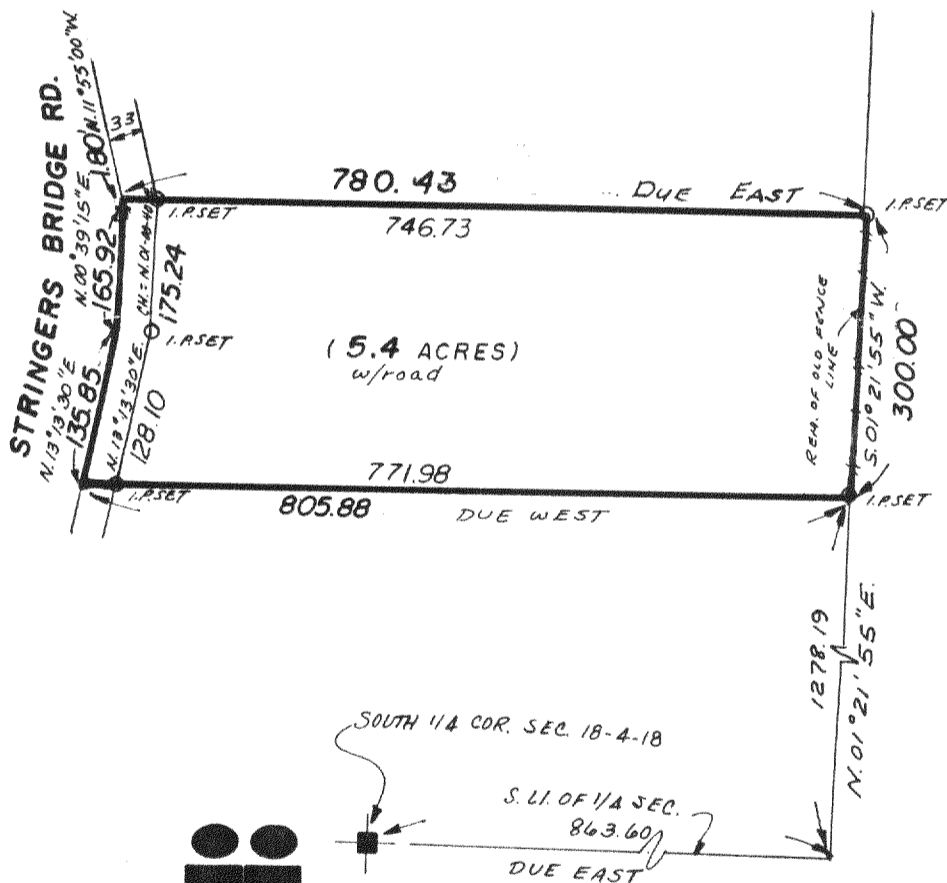 STRINGERS BRIDGE RD.
N.11°55'00"W.
1.80'
33
N.00°39'15"E.
165.92
N.13°13'30"E
135.85
780.43
DUE EAST
I.P.SET
I.P.SET
746.73
175.24
I.P.SET
N.13°13'30"E.
128.10
(5.4 ACRES)
w/road
REM. OF OLD FENCE
LINE
S.01°21'55"W.
300.00
771.98
I.P.SET
I.P.SET
805.88
DUE WEST
1278.19
N.01°21'55"E.
SOUTH 1/4 COR. SEC. 18-4-18
S. LI. OF 1/4 SEC.
863.60
DUE EAST